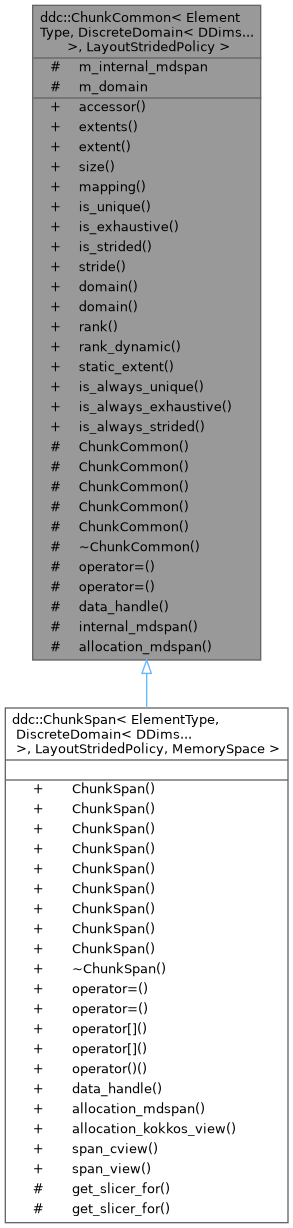 ddc::ChunkCommon< Element
Type, DiscreteDomain< DDims...
>, LayoutStridedPolicy >
# m_internal_mdspan
# m_domain
+ accessor()
+ extents()
+ extent()
+ size()
+ mapping()
+ is_unique()
+ is_exhaustive()
+ is_strided()
+ stride()
+ domain()
+ domain()
+ rank()
+ rank_dynamic()
+ static_extent()
+ is_always_unique()
+ is_always_exhaustive()
+ is_always_strided()
# ChunkCommon()
# ChunkCommon()
# ChunkCommon()
# ChunkCommon()
# ChunkCommon()
# ~ChunkCommon()
# operator=()
# operator=()
# data_handle()
# internal_mdspan()
# allocation_mdspan()
ddc::ChunkSpan< ElementType,
DiscreteDomain< DDims...
>, LayoutStridedPolicy, MemorySpace >
+ ChunkSpan()
+ ChunkSpan()
+ ChunkSpan()
+ ChunkSpan()
+ ChunkSpan()
+ ChunkSpan()
+ ChunkSpan()
+ ChunkSpan()
+ ChunkSpan()
+ ~ChunkSpan()
+ operator=()
+ operator=()
+ operator[]()
+ operator[]()
+ operator()()
+ data_handle()
+ allocation_mdspan()
+ allocation_kokkos_view()
+ span_cview()
+ span_view()
# get_slicer_for()
# get_slicer_for()